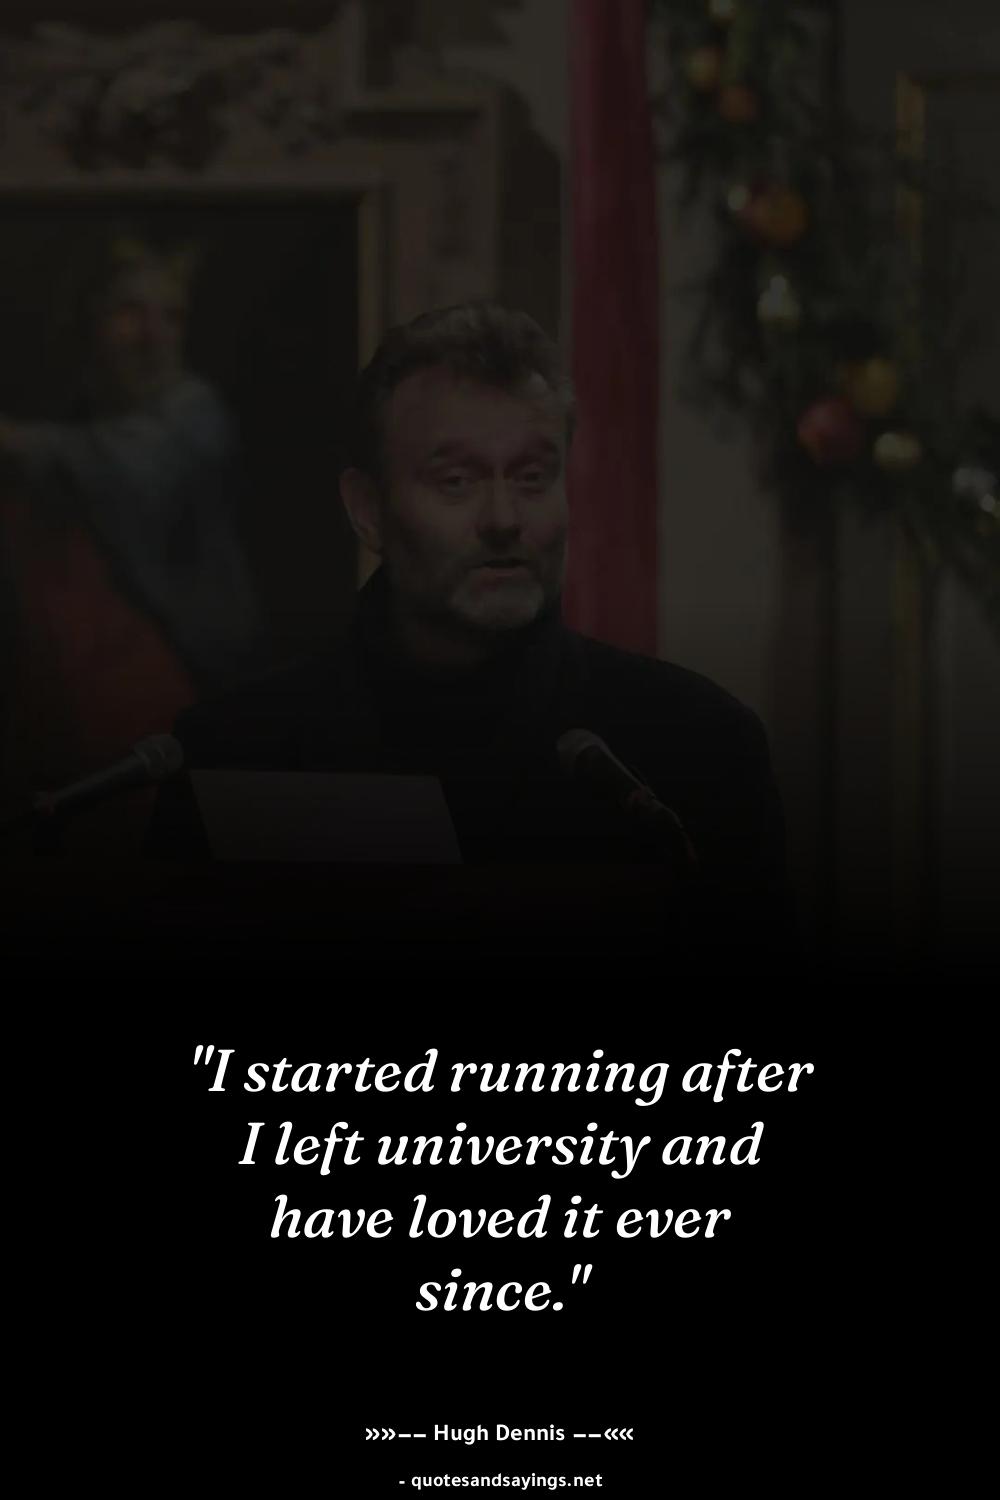 "I started running after
I left university and
have loved it ever
since."
»»−− Hugh Dennis −−««
- quotesandsayings.net